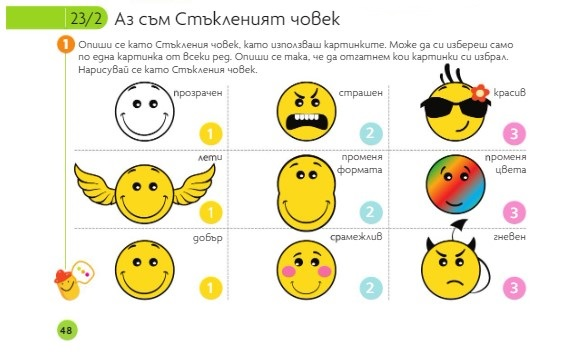 23/2 Аз съм Стъкленият човек
1 Опиши се като Стъкления човек, като използваш картинките. Може да си избереш само
по една картинка от всеки ред. Опиши се така, че да отгатнем кои картинки си избрал.
Нарисувай се като Стъкления човек.
прозрачен страшен красив
1 2 3
лети променя променя
формата цвета
1 2 3
добър срамежлив гневен
1 2 3
48